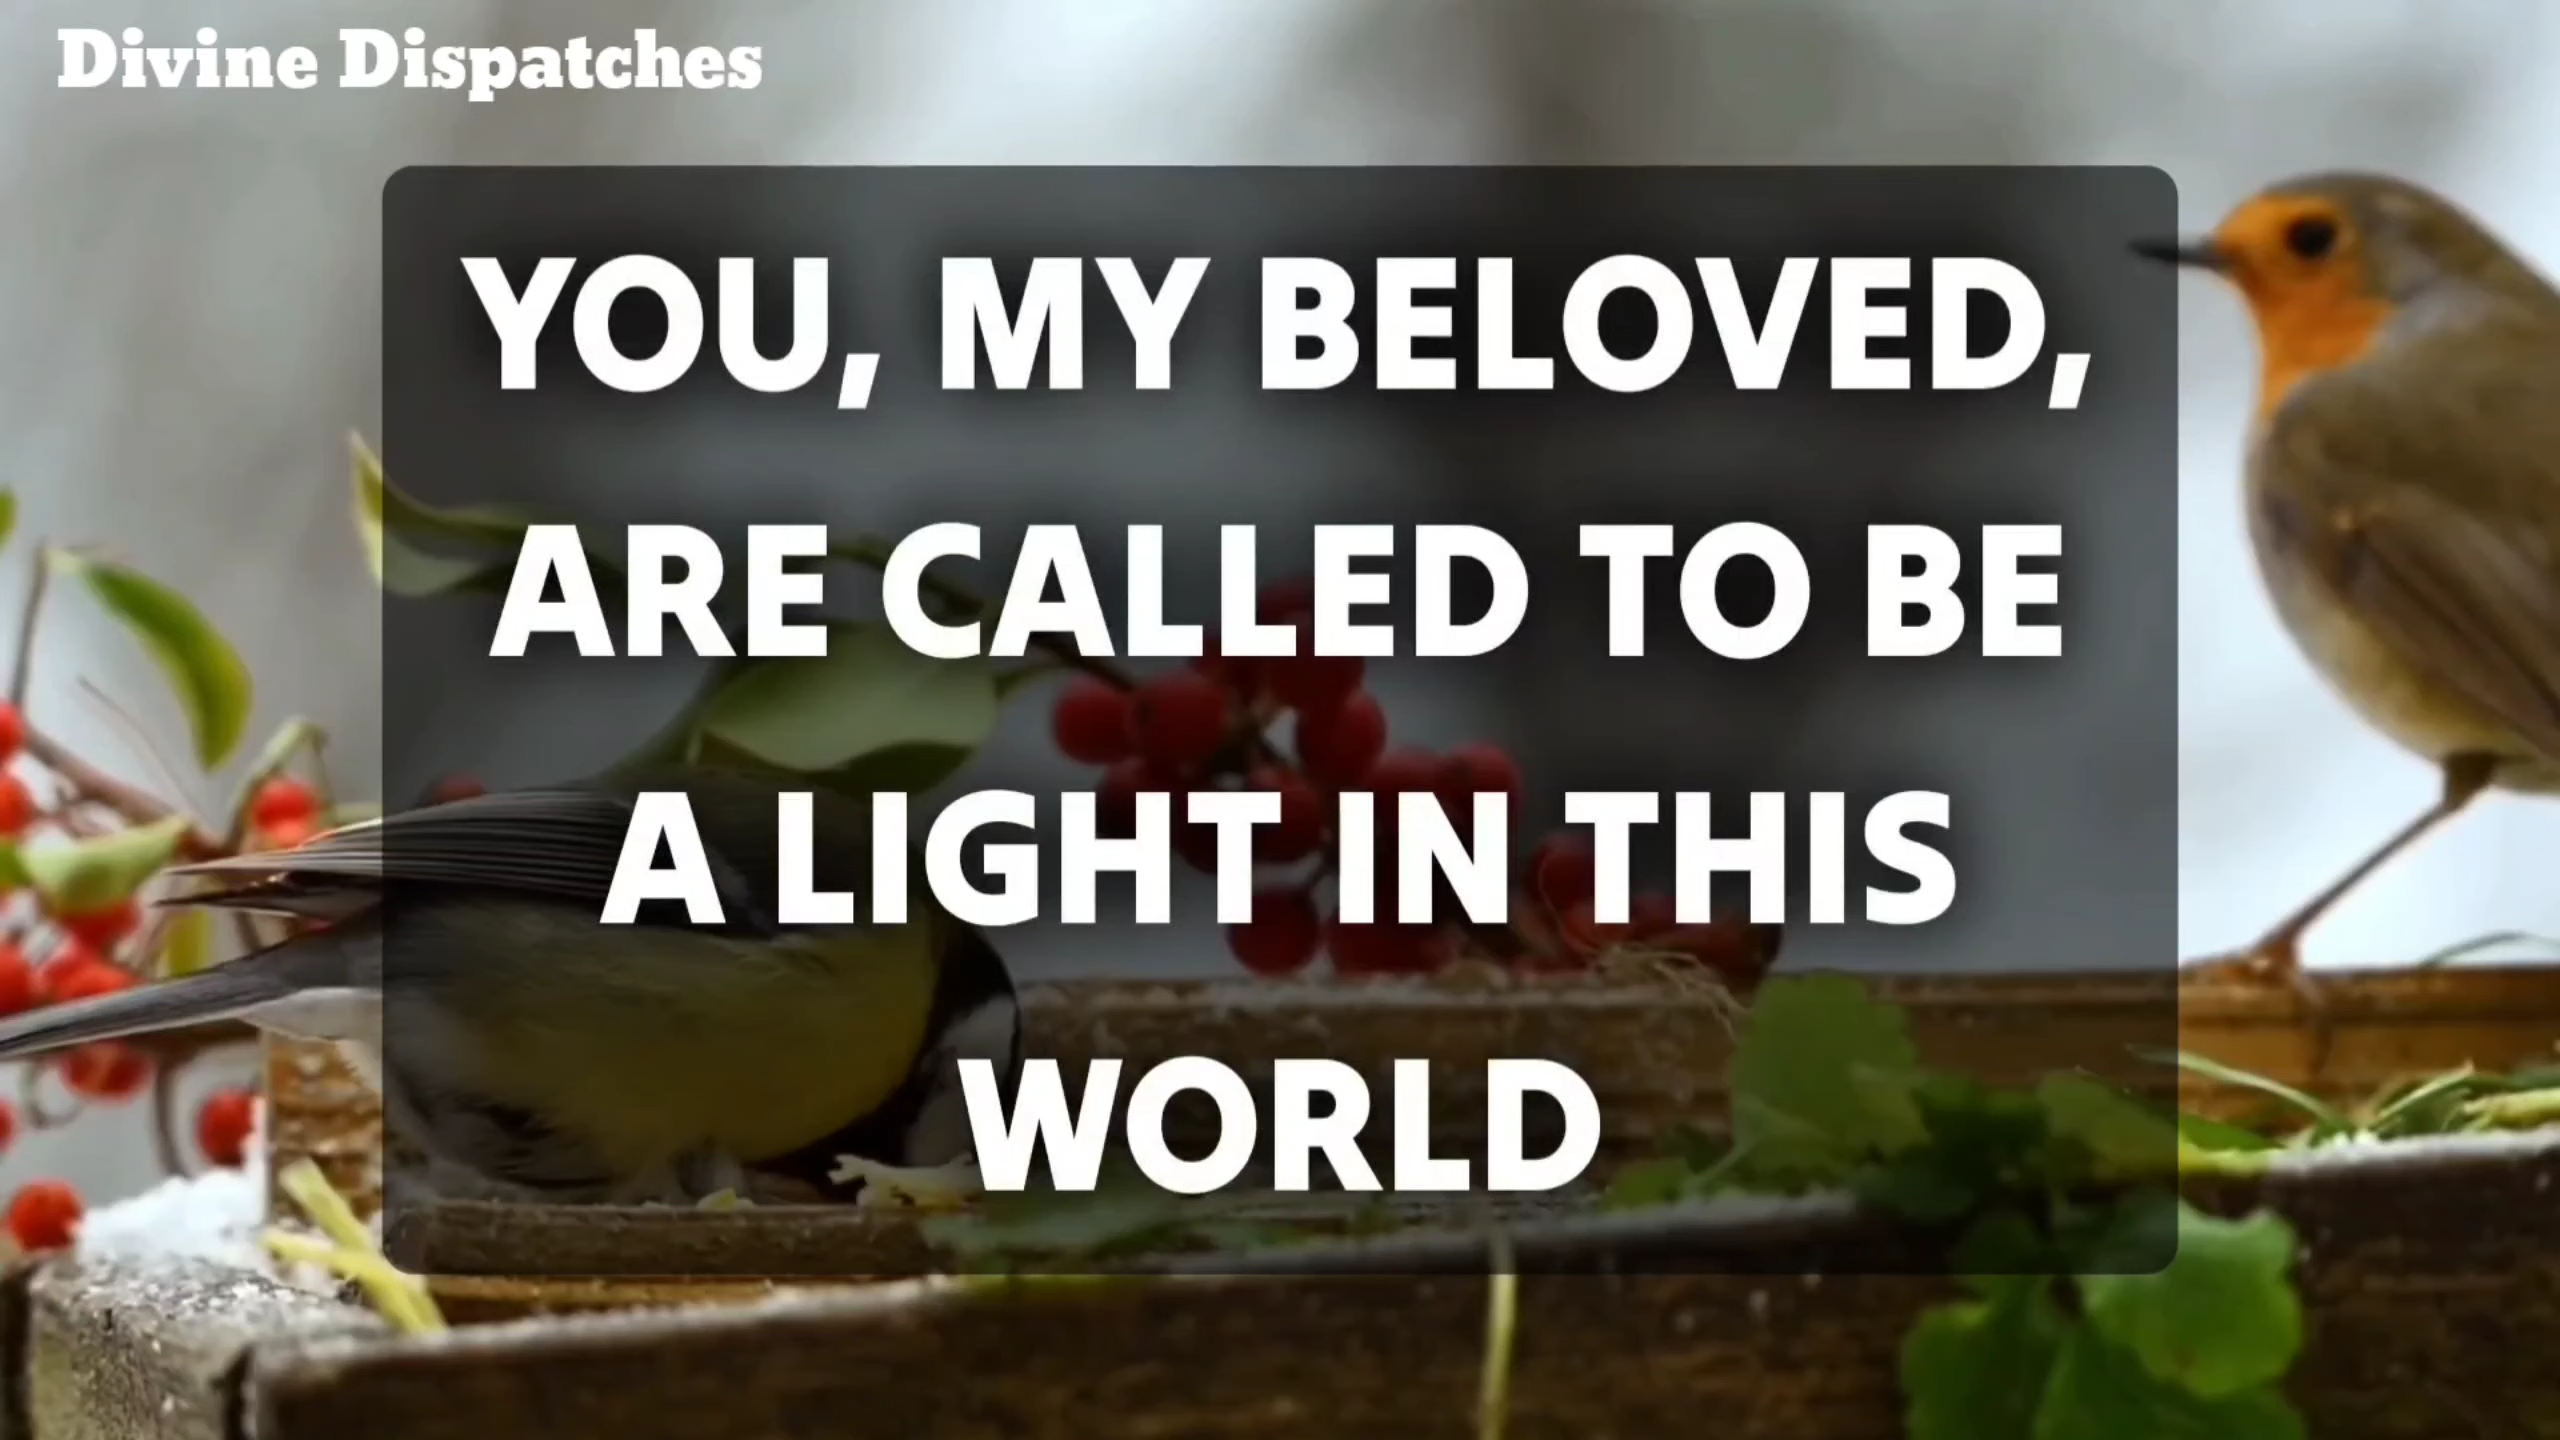 Divine Dispatches
YOU, MY BELOVED,
ARE CALLED TO BE
A LIGHT IN THIS
WORLD